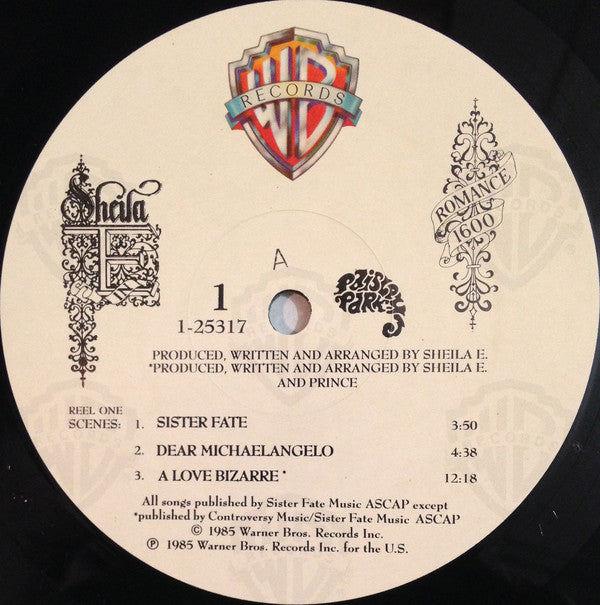 WB
RECORDS
Sheila
E
ROMANCE
1600
A
1
1-25317
PAISLEY
PARK
PRODUCED, WRITTEN AND ARRANGED BY SHEILA E.
*PRODUCED, WRITTEN AND ARRANGED BY SHEILA E.
AND PRINCE
REEL ONE
SCENES: 1. SISTER FATE 3:50
2. DEAR MICHAELANGELO 4:38
3. A LOVE BIZARRE* 12:18
All songs published by Sister Fate Music ASCAP except
*published by Controversy Music/Sister Fate Music ASCAP
© 1985 Warner Bros. Records Inc.
℗ 1985 Warner Bros. Records Inc. for the U.S.